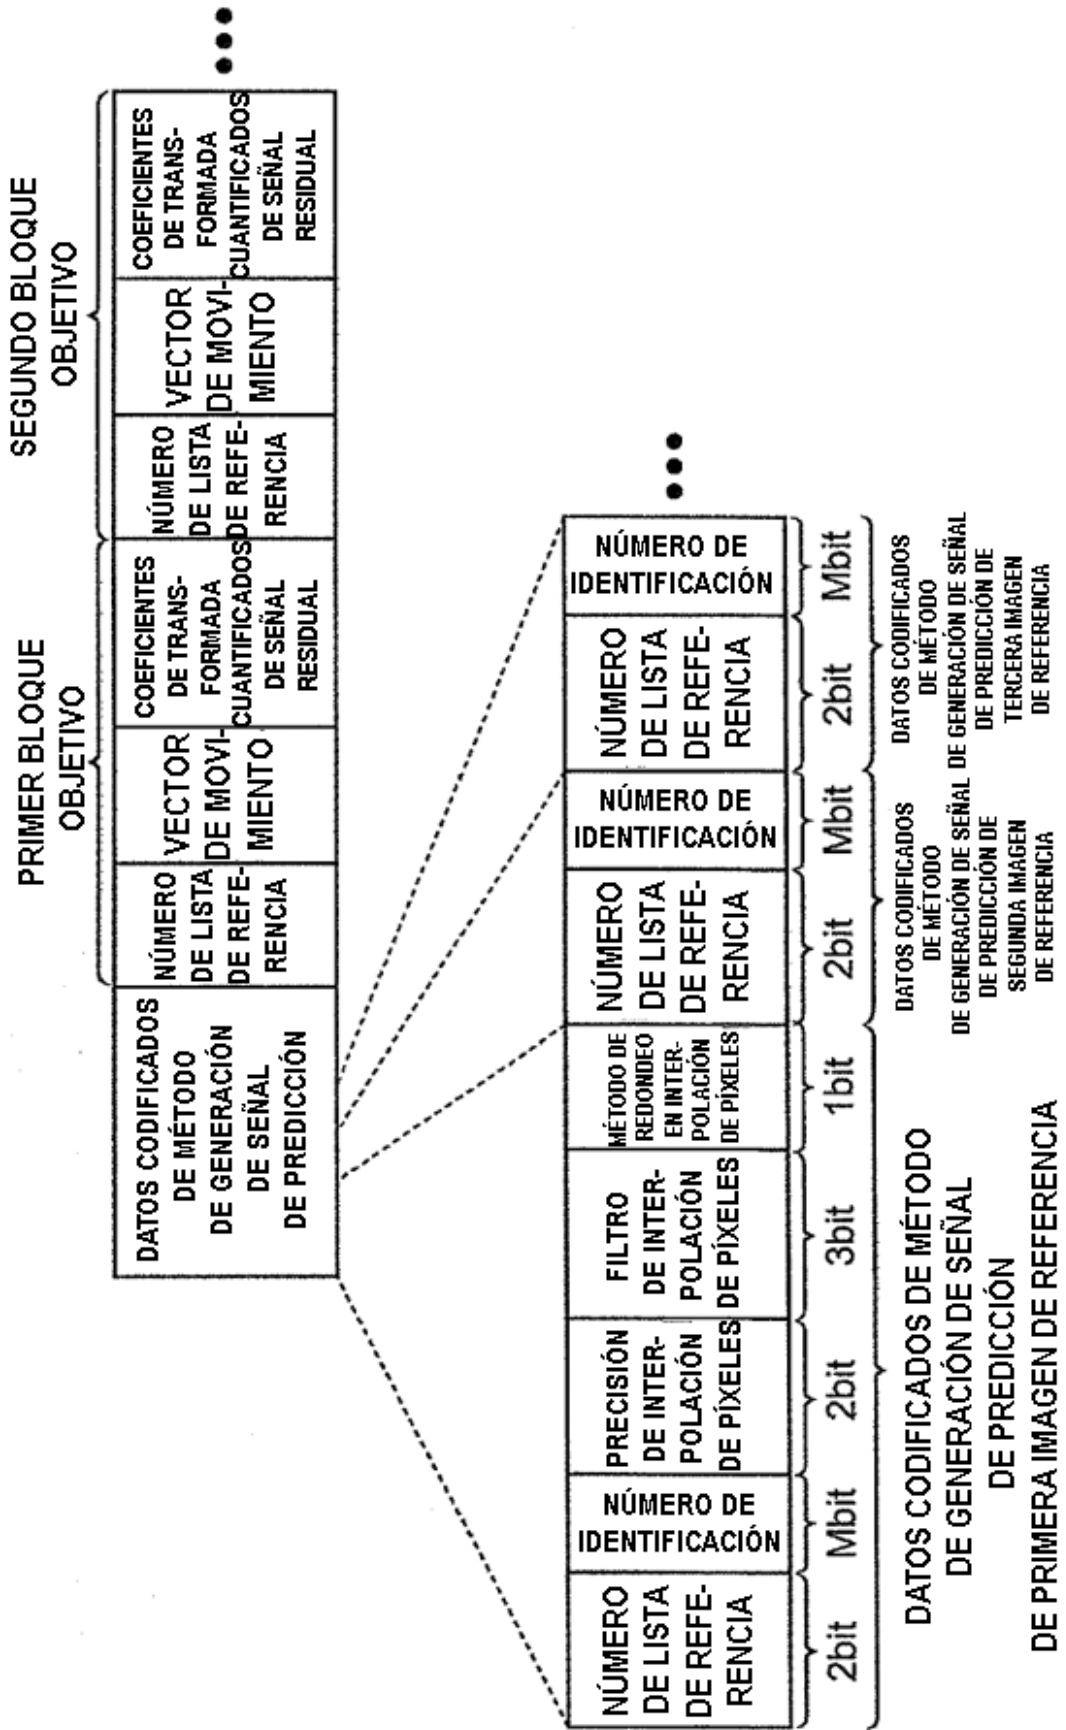 PRIMER BLOQUE
OBJETIVO
SEGUNDO BLOQUE
OBJETIVO
DATOS CODIFICADOS
DE MÉTODO
DE GENERACIÓN
DE SEÑAL
DE PREDICCIÓN
NÚMERO
DE LISTA
DE REFE-
RENCIA
VECTOR
DE MOVI-
MIENTO
COEFICIENTES
DE TRANS-
FORMADA
CUANTIFICADOS
DE SEÑAL
RESIDUAL
NÚMERO
DE LISTA
DE REFE-
RENCIA
VECTOR
DE MOVI-
MIENTO
COEFICIENTES
DE TRANS-
FORMADA
CUANTIFICADOS
DE SEÑAL
RESIDUAL
•••
NÚMERO
DE LISTA
DE REFE-
RENCIA
NÚMERO DE
IDENTIFICACIÓN
PRECISIÓN
DE INTER-
POLACIÓN
DE PÍXELES
FILTRO
DE INTER-
POLACIÓN
DE PÍXELES
MÉTODO DE
REDONDEO
EN INTER-
POLACIÓN
DE PÍXELES
NÚMERO
DE LISTA
DE REFE-
RENCIA
NÚMERO DE
IDENTIFICACIÓN
NÚMERO
DE LISTA
DE REFE-
RENCIA
NÚMERO DE
IDENTIFICACIÓN
•••
2bit
Mbit
2bit
3bit
1bit
2bit
Mbit
2bit
Mbit
DATOS CODIFICADOS DE MÉTODO
DE GENERACIÓN DE SEÑAL
DE PREDICCIÓN
DE PRIMERA IMAGEN DE REFERENCIA
DATOS CODIFICADOS
DE MÉTODO
DE GENERACIÓN DE SEÑAL
DE PREDICCIÓN DE
SEGUNDA IMAGEN
DE REFERENCIA
DATOS CODIFICADOS
DE MÉTODO
DE GENERACIÓN DE SEÑAL
DE PREDICCIÓN DE
TERCERA IMAGEN
DE REFERENCIA